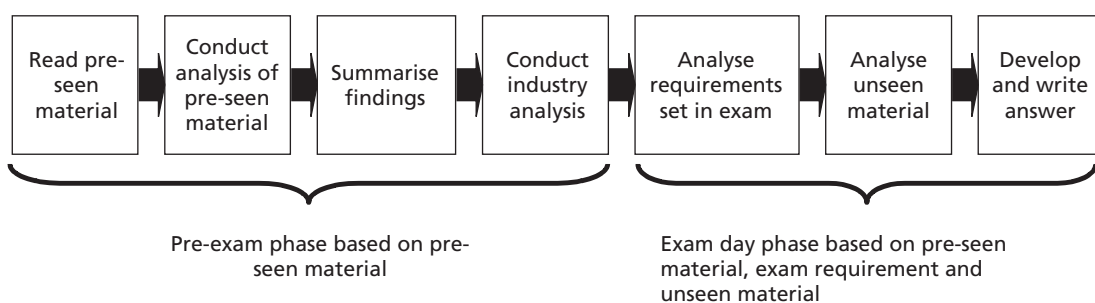 Read pre-
seen
material
Conduct
analysis of
pre-seen
material
Summarise
findings
Conduct
industry
analysis
Analyse
requirements
set in exam
Analyse
unseen
material
Develop
and write
answer
Pre-exam phase based on pre-
seen material
Exam day phase based on pre-seen
material, exam requirement and
unseen material